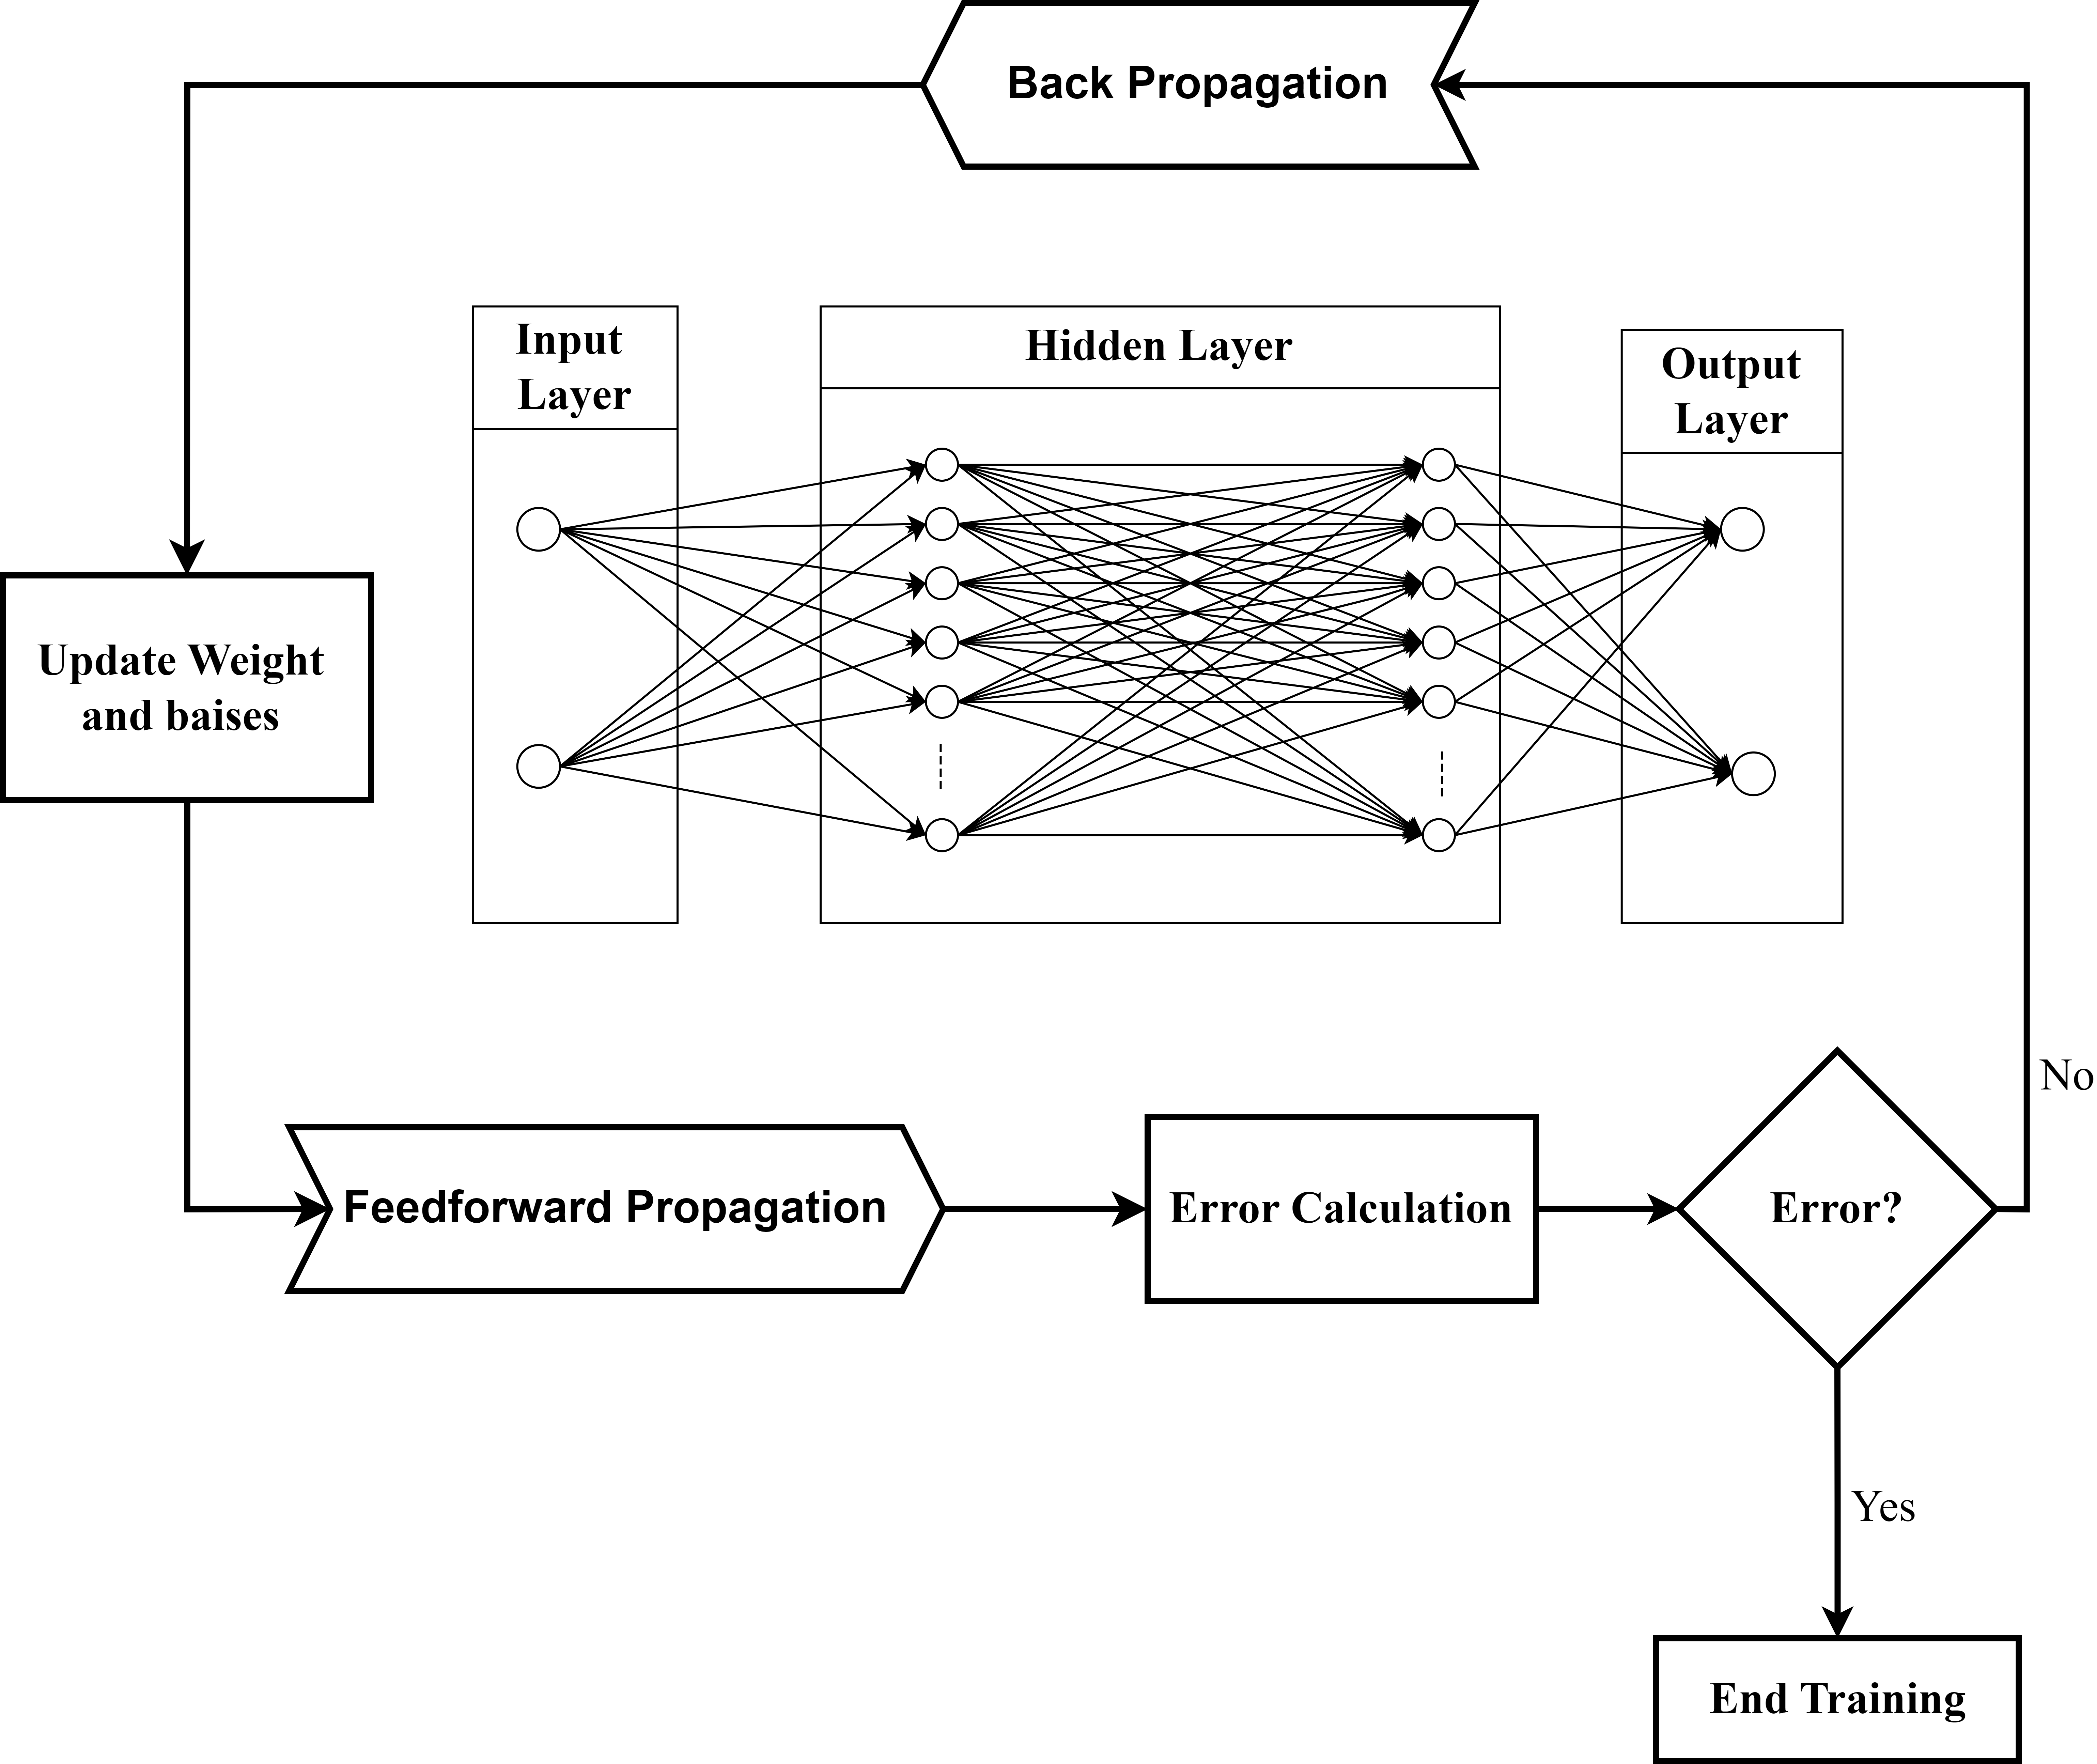 Back Propagation
Input
Layer
Hidden Layer
Output
Layer
Update Weight
and baises
No
Feedforward Propagation
Error Calculation
Error?
Yes
End Training